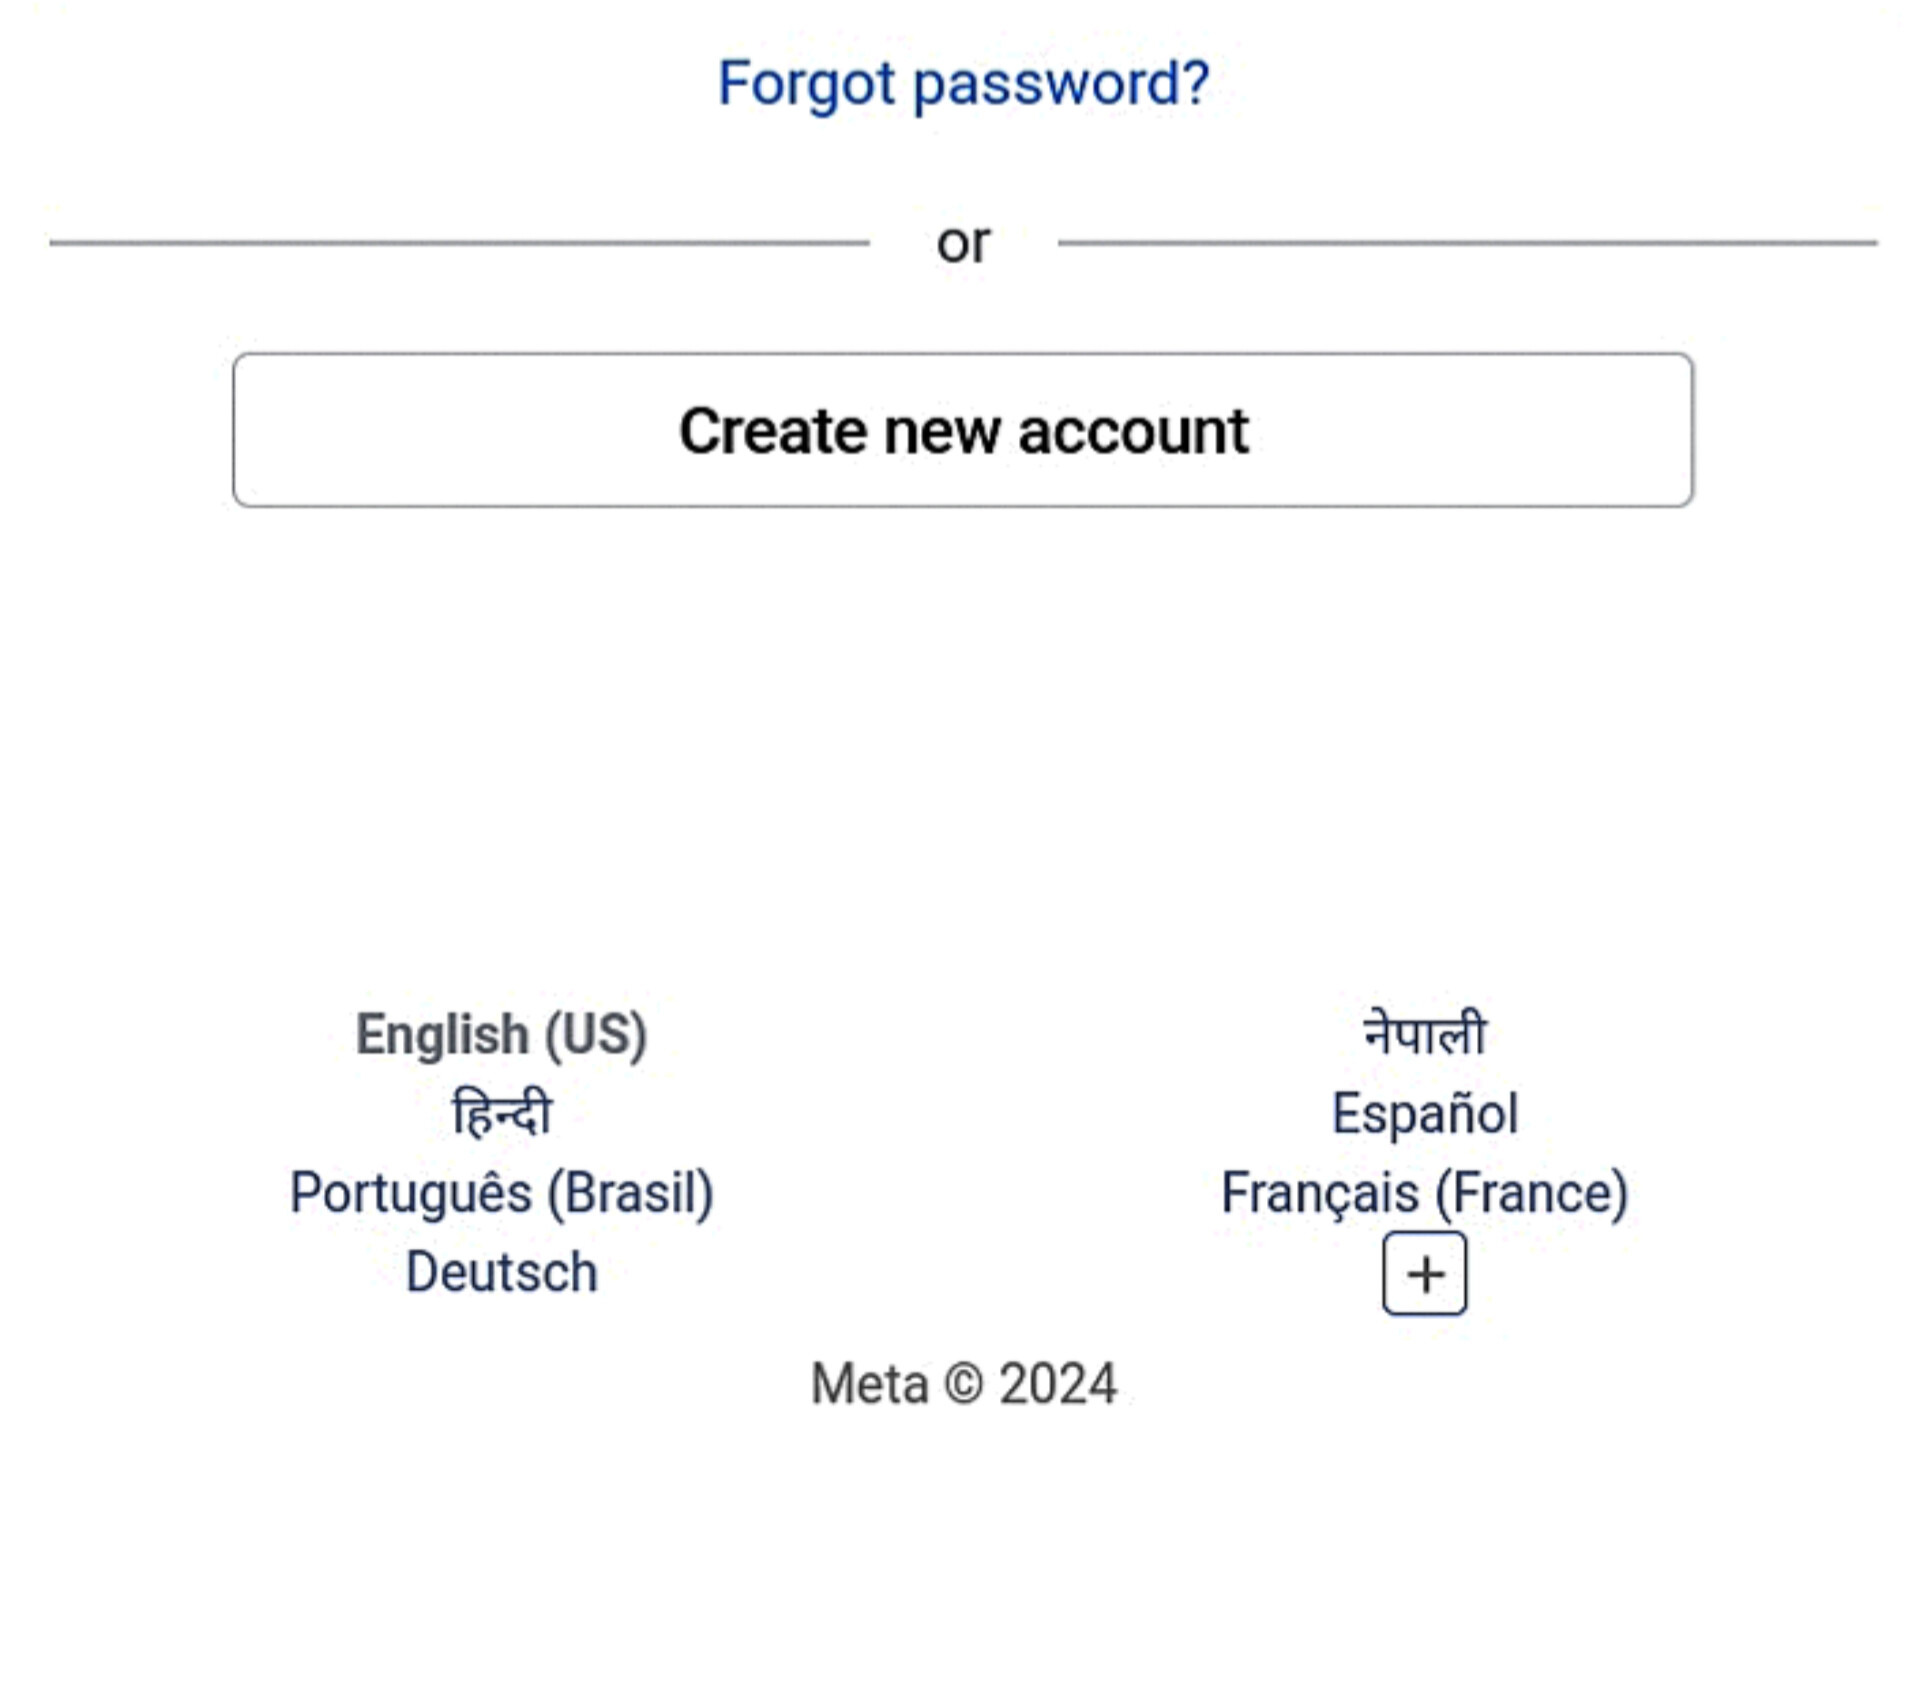 Forgot password?
or
Create new account
English (US)
नेपाली
हिन्दी
Español
Português (Brasil)
Français (France)
Deutsch
+
Meta © 2024